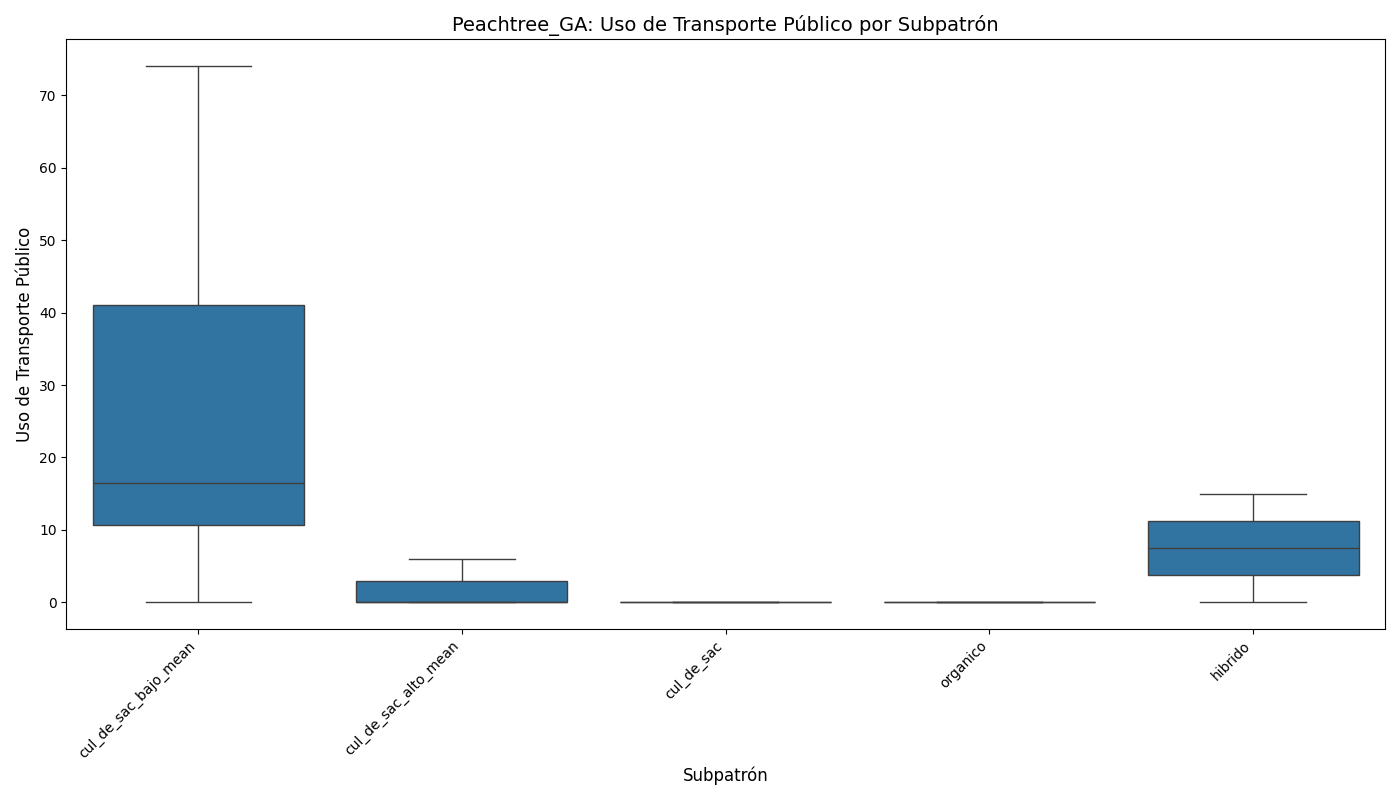 Peachtree_GA: Uso de Transporte Público por Subpatrón
Uso de Transporte Público
70
60
50
40
30
20
10
0
cul_de_sac_bajo_mean
cul_de_sac_alto_mean
cul_de_sac
organico
hibrido
Subpatrón